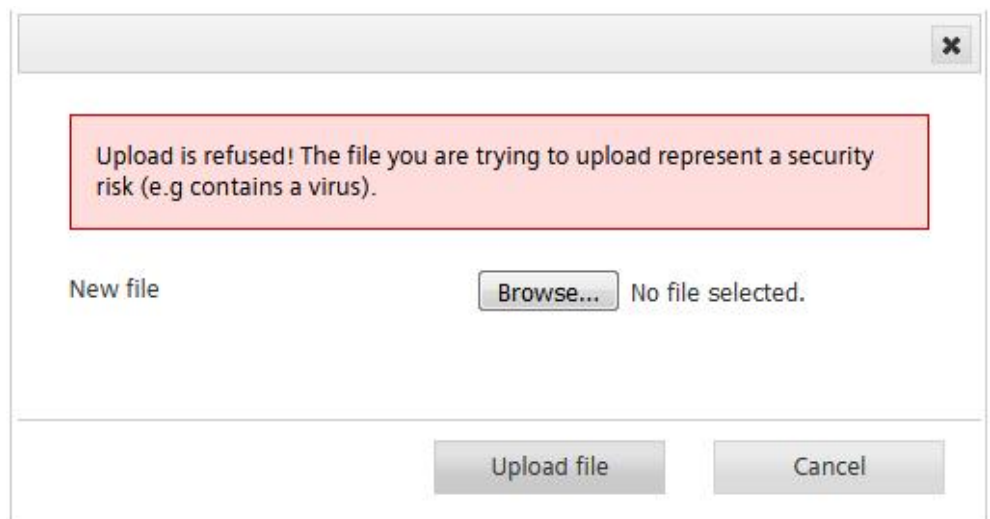 Upload is refused! The file you are trying to upload represent a security
risk (e.g contains a virus).
New file
Browse... No file selected.
Upload file
Cancel